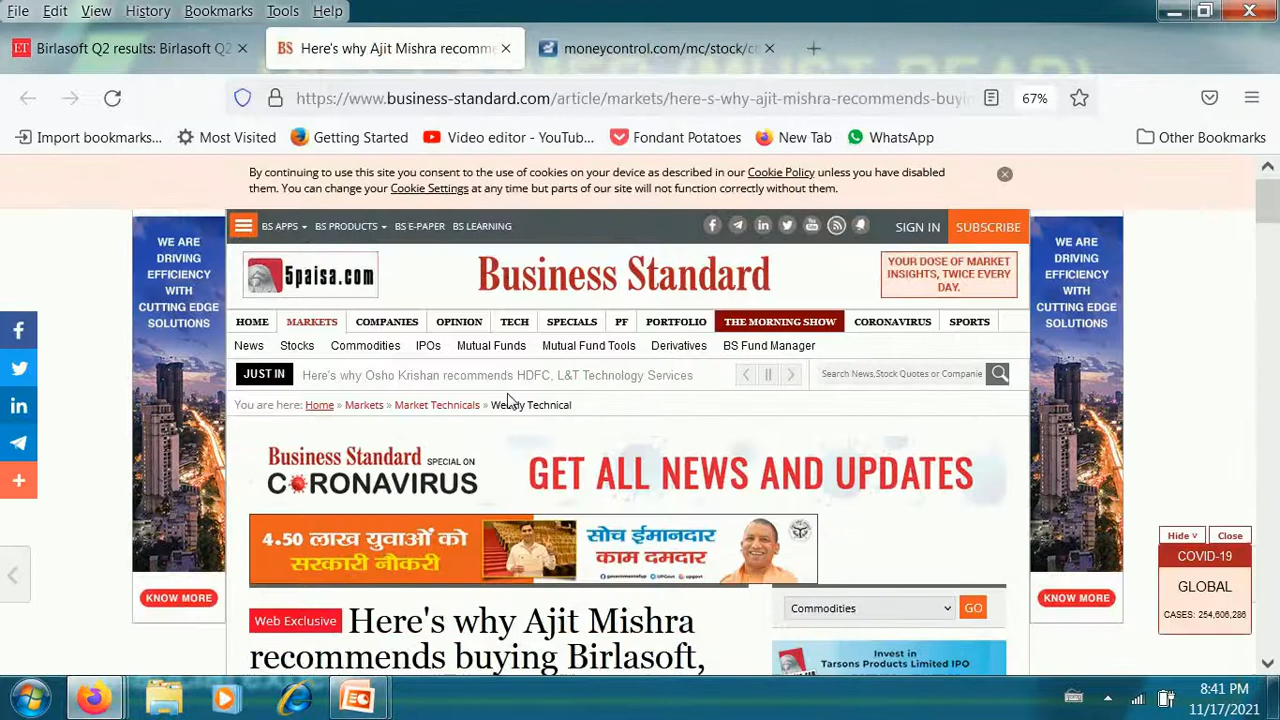 File Edit View History Bookmarks Tools Help
ET Birlasoft Q2 results: Birlasoft Q2
BS Here's why Ajit Mishra recomm
moneycontrol.com/mc/stock/c
https://www.business-standard.com/article/markets/here-s-why-ajit-mishra-recommends-buyin
67%
Import bookmarks...
Most Visited
Getting Started
Video editor - YouTub...
Fondant Potatoes
New Tab
WhatsApp
Other Bookmarks
By continuing to use this site you consent to the use of cookies on your device as described in our Cookie Policy unless you have disabled
them. You can change your Cookie Settings at any time but parts of our site will not function correctly without them.
BS APPS BS PRODUCTS BS E-PAPER BS LEARNING
SIGN IN SUBSCRIBE
WE ARE
DRIVING
EFFICIENCY
WITH
CUTTING EDGE
SOLUTIONS
KNOW MORE
5paisa.com
Business Standard
YOUR DOSE OF MARKET
INSIGHTS, TWICE EVERY
DAY.
HOME MARKETS COMPANIES OPINION TECH SPECIALS PF PORTFOLIO THE MORNING SHOW CORONAVIRUS SPORTS
News Stocks Commodities IPOs Mutual Funds Mutual Fund Tools Derivatives BS Fund Manager
JUST IN Here's why Osho Krishan recommends HDFC, L&T Technology Services
Search News,Stock Quotes or Companie
You are here: Home » Markets » Market Technicals » Weekly Technical
Business Standard SPECIAL ON
CORONAVIRUS
GET ALL NEWS AND UPDATES
4.50 लाख युवाओं को
सरकारी नौकरी
सोच ईमानदार
काम दमदार
Web Exclusive Here's why Ajit Mishra
recommends buying Birlasoft,
Commodities GO
Invest in
Tarsons Products Limited IPO
WE ARE
DRIVING
EFFICIENCY
WITH
CUTTING EDGE
SOLUTIONS
KNOW MORE
Hide v Close
COVID-19
GLOBAL
CASES: 254,606,286
8:41 PM
11/17/2021